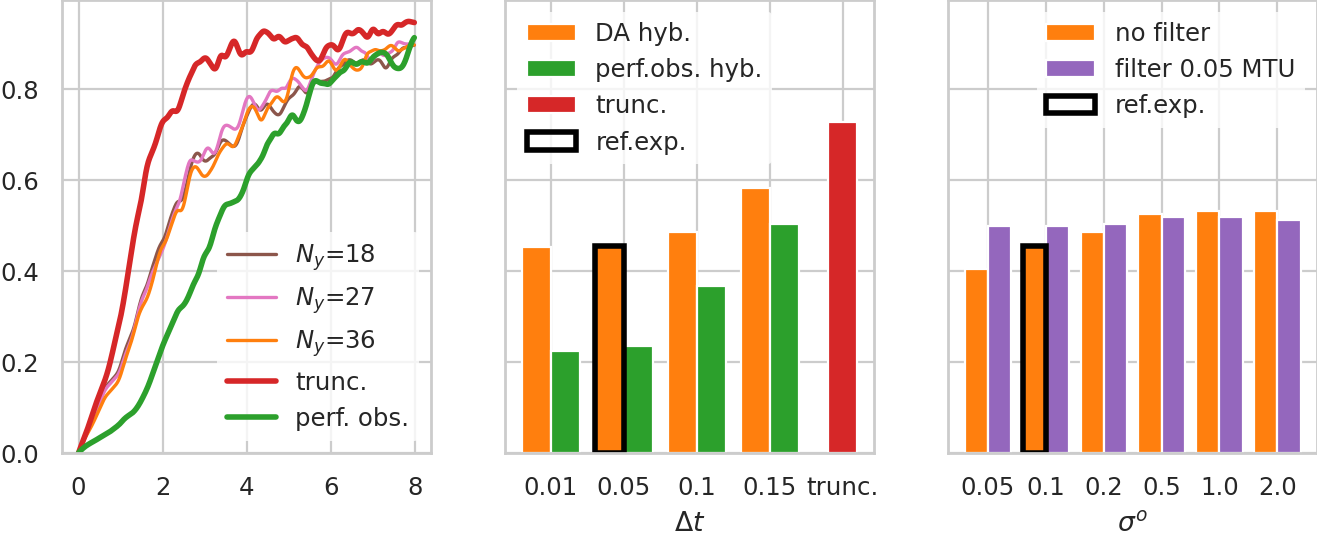 0.8
0.6
0.4
0.2
0.0
0 2 4 6 8
N_y=18
N_y=27
N_y=36
trunc.
perf. obs.
DA hyb.
perf.obs. hyb.
trunc.
ref.exp.
0.01 0.05 0.1 0.15 trunc.
Δt
no filter
filter 0.05 MTU
ref.exp.
0.05 0.1 0.2 0.5 1.0 2.0
σ^o